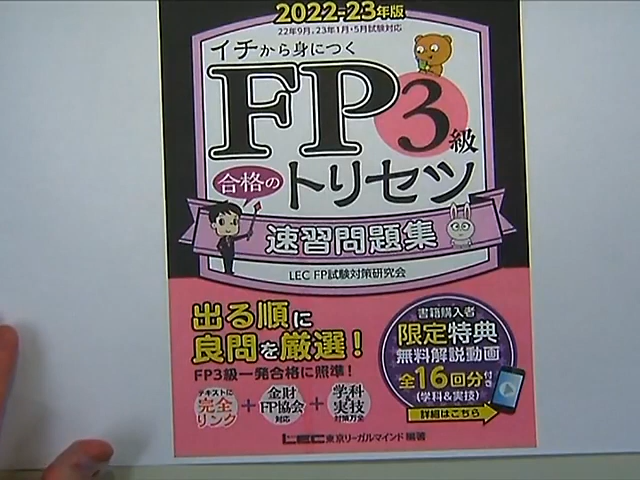 2022-23年版
22年9月、23年1月・5月試験対応
イチから身につく
FP3級
合格の
トリセツ
速習問題集
LEC FP試験対策研究会
出る順に
良問を厳選！
FP3級一発合格に照準！
テキストに
完全
リンク
+
金財
FP協会
対応
+
学科
実技
対策万全
書籍購入者
限定特典
無料解説動画
全16回分付き
(学科&実技)
詳細はこちら
LEC東京リーガルマインド 編著